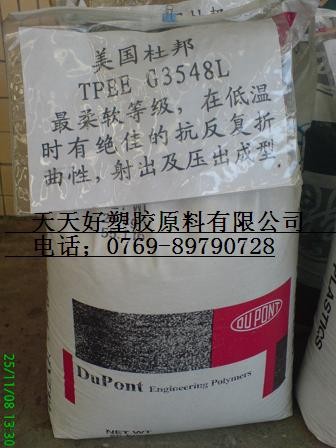 美国杜邦
TPEE G3548L
最柔软等级，在低温
时有绝佳的抗反复折
曲性，射出及压出成型
天天好塑胶原料有限公司
电话；0769-89790728
DU PONT
DuPont Engineering Polymers
NET WT
25/11/08 13:30